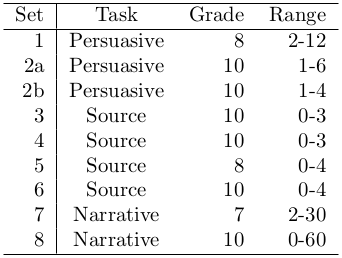 Set Task Grade Range
1 Persuasive 8 2-12
2a Persuasive 10 1-6
2b Persuasive 10 1-4
3 Source 10 0-3
4 Source 10 0-3
5 Source 8 0-4
6 Source 10 0-4
7 Narrative 7 2-30
8 Narrative 10 0-60